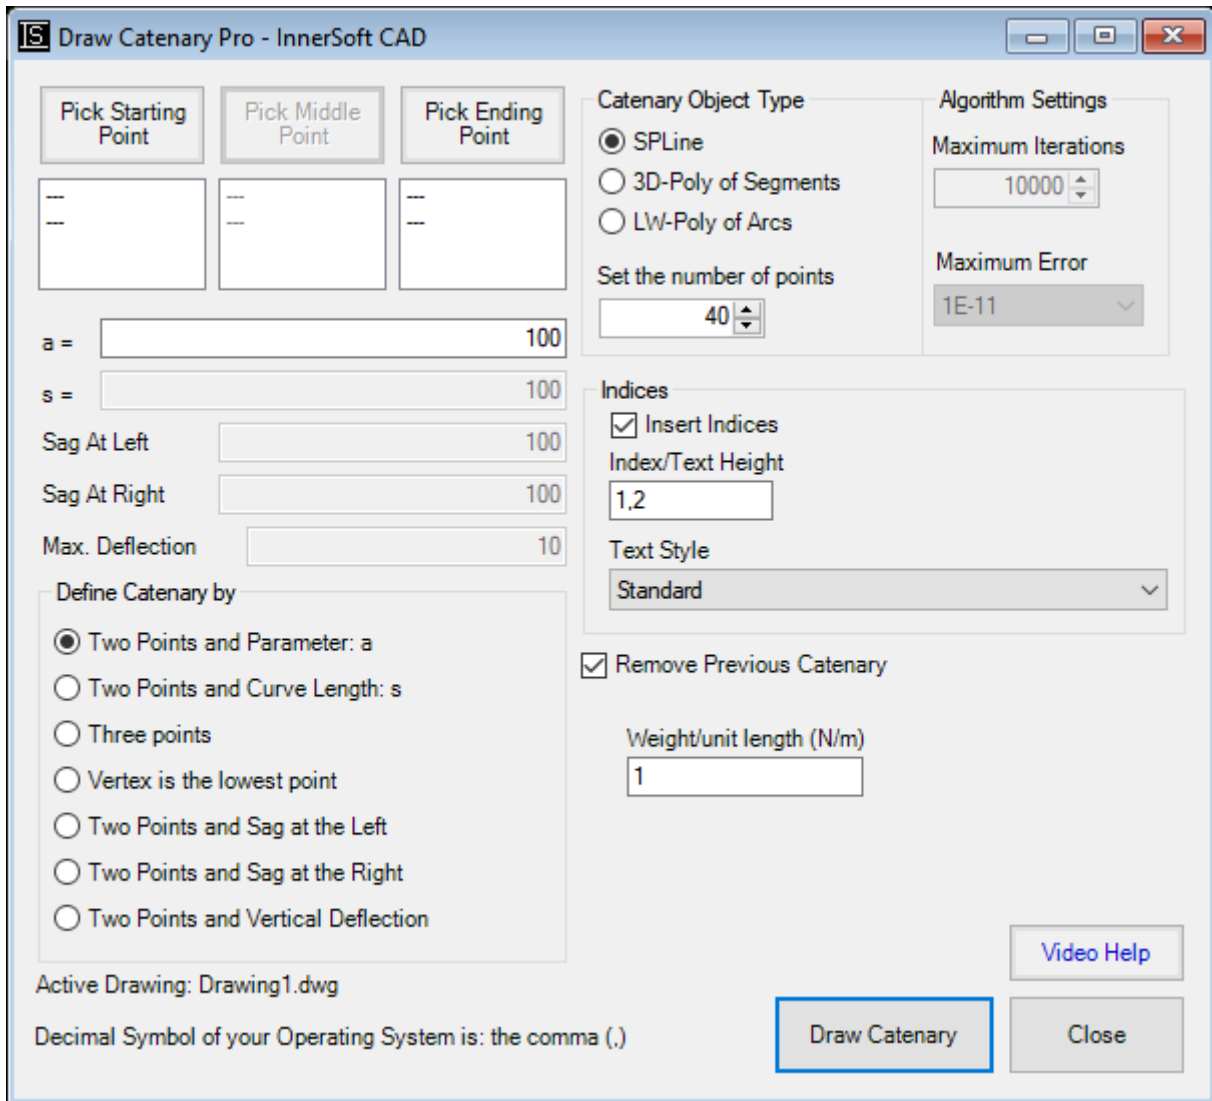 IS Draw Catenary Pro - InnerSoft CAD
Pick Starting
Point
Pick Middle
Point
Pick Ending
Point
---
---
---
---
---
---
a =
100
s =
100
Sag At Left
100
Sag At Right
100
Max. Deflection
10
Define Catenary by
Two Points and Parameter: a
Two Points and Curve Length: s
Three points
Vertex is the lowest point
Two Points and Sag at the Left
Two Points and Sag at the Right
Two Points and Vertical Deflection
Active Drawing: Drawing1.dwg
Decimal Symbol of your Operating System is: the comma (,)
Catenary Object Type
SPLine
3D-Poly of Segments
LW-Poly of Arcs
Set the number of points
40
Algorithm Settings
Maximum Iterations
10000
Maximum Error
1E-11
Indices
Insert Indices
Index/Text Height
1,2
Text Style
Standard
Remove Previous Catenary
Weight/unit length (N/m)
1
Video Help
Draw Catenary
Close